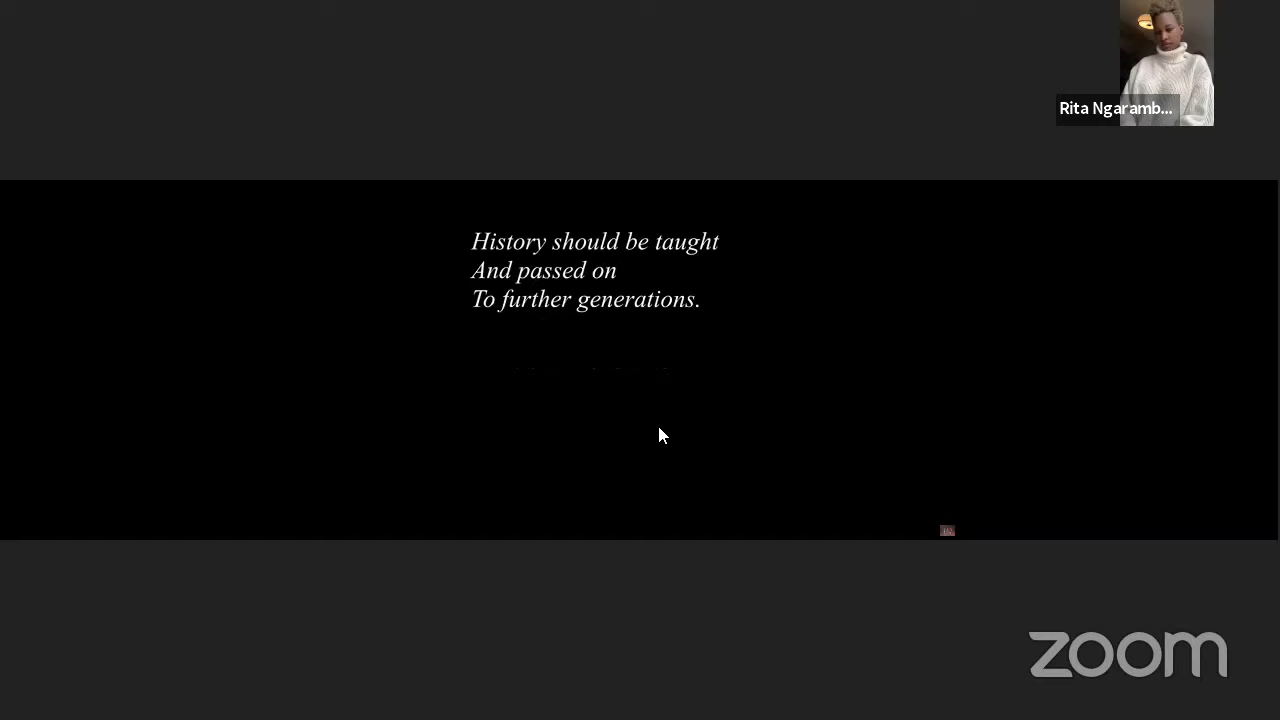 Rita Ngaramb...
History should be taught
And passed on
To further generations.
zoom